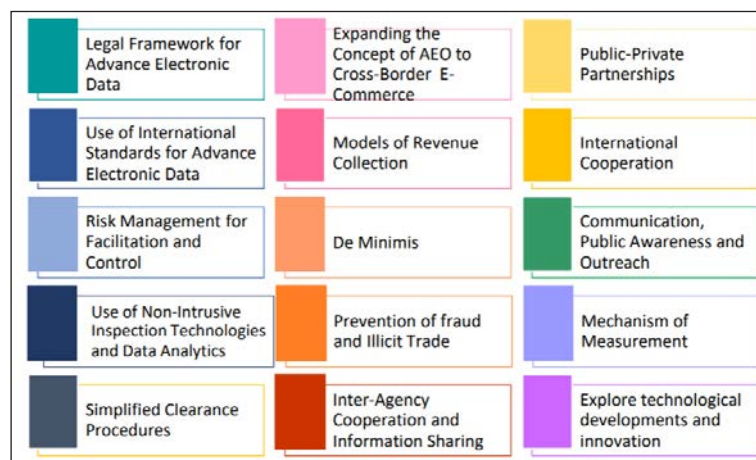 Legal Framework for
Advance Electronic
Data
Use of International
Standards for Advance
Electronic Data
Risk Management for
Facilitation and
Control
Use of Non-Intrusive
Inspection Technologies
and Data Analytics
Simplified Clearance
Procedures
Expanding the
Concept of AEO to
Cross-Border E-
Commerce
Models of Revenue
Collection
De Minimis
Prevention of fraud
and Illicit Trade
Inter-Agency
Cooperation and
Information Sharing
Public-Private
Partnerships
International
Cooperation
Communication,
Public Awareness and
Outreach
Mechanism of
Measurement
Explore technological
developments and
innovation